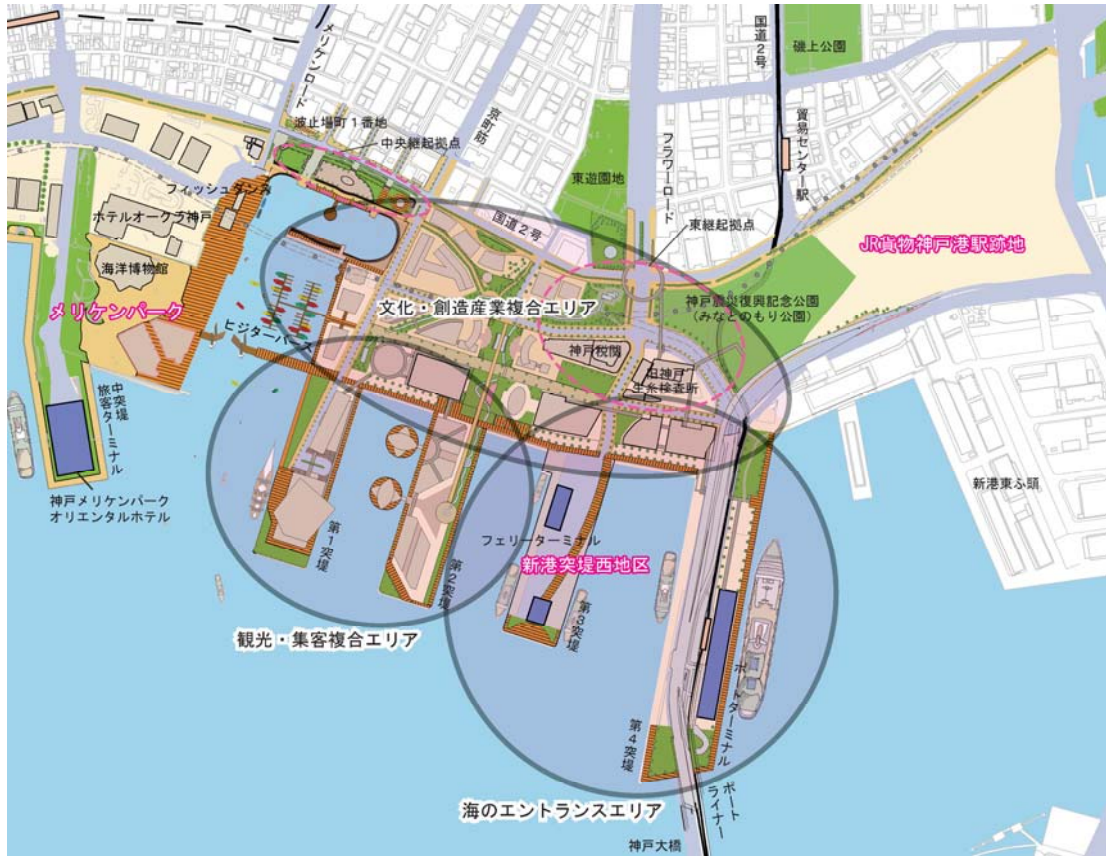 メリケンロード
国道2号
磯上公園
波止場町1番地
中央継起拠点
京町筋
貿易センター駅
フラワーロード
東遊園地
フィッシュダンス
ホテルオークラ神戸
国道2号
東継起拠点
JR貨物神戸港駅跡地
海洋博物館
メリケンパーク
文化・創造産業複合エリア
神戸震災復興記念公園
（みなとのもり公園）
ビジターバース
神戸税関
旧神戸
生糸検査所
中突堤
旅客ターミナル
神戸メリケンパーク
オリエンタルホテル
新港東ふ頭
第1突堤
第2突堤
フェリーターミナル
新港突堤西地区
第3突堤
観光・集客複合エリア
第4突堤
ポートターミナル
ポート
ライナー
海のエントランスエリア
神戸大橋